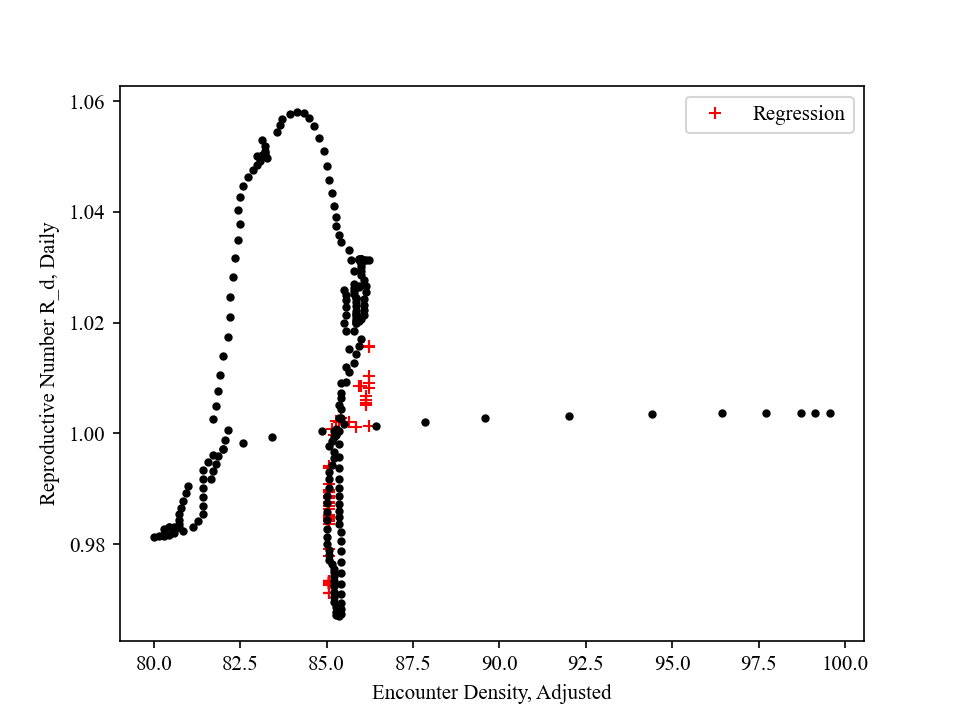 1.06
1.04
1.02
1.00
0.98
Reproductive Number R_d, Daily
Regression
80.0 82.5 85.0 87.5 90.0 92.5 95.0 97.5 100.0
Encounter Density, Adjusted